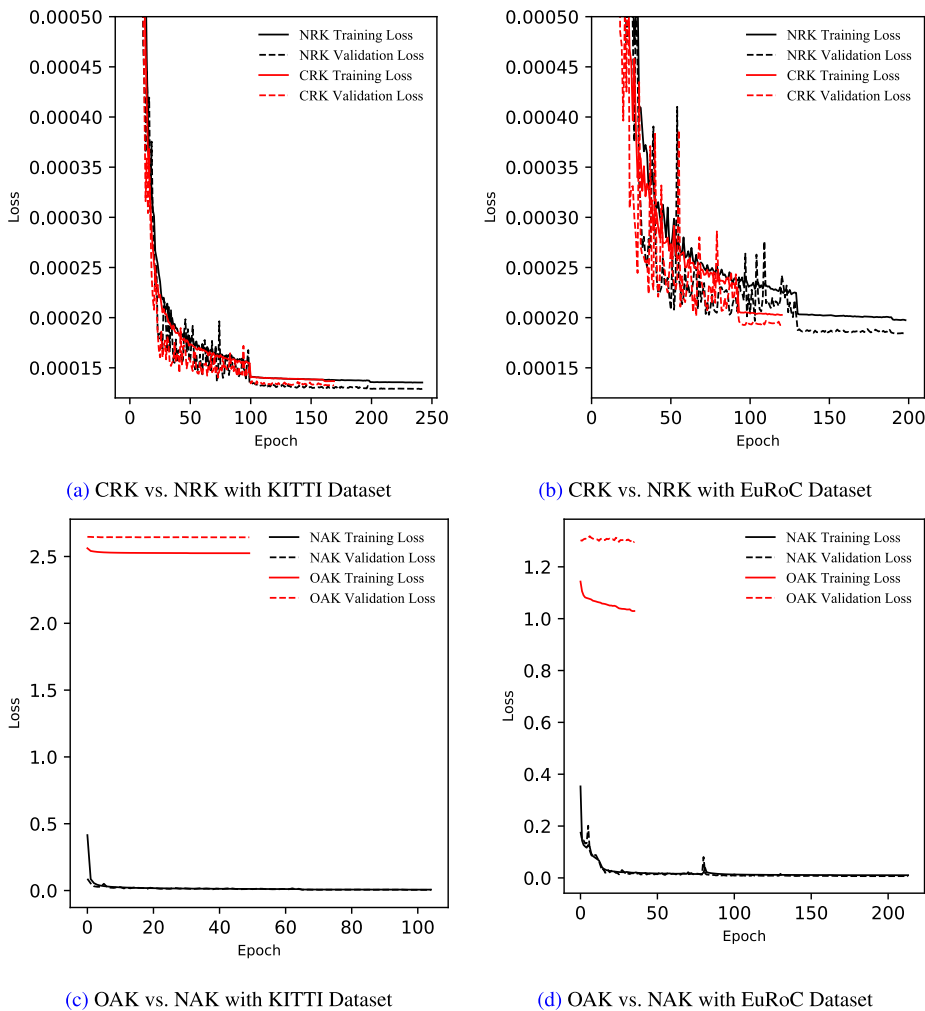 0.00050
0.00045
0.00040
0.00035
0.00030
0.00025
0.00020
0.00015
Loss
NRK Training Loss
NRK Validation Loss
CRK Training Loss
CRK Validation Loss
0 50 100 150 200 250
Epoch
(a) CRK vs. NRK with KITTI Dataset
0.00050
0.00045
0.00040
0.00035
0.00030
0.00025
0.00020
0.00015
Loss
NRK Training Loss
NRK Validation Loss
CRK Training Loss
CRK Validation Loss
0 50 100 150 200
Epoch
(b) CRK vs. NRK with EuRoC Dataset
2.5
2.0
1.5
1.0
0.5
0.0
Loss
NAK Training Loss
NAK Validation Loss
OAK Training Loss
OAK Validation Loss
0 20 40 60 80 100
Epoch
(c) OAK vs. NAK with KITTI Dataset
1.2
1.0
0.8
0.6
0.4
0.2
0.0
Loss
NAK Training Loss
NAK Validation Loss
OAK Training Loss
OAK Validation Loss
0 50 100 150 200
Epoch
(d) OAK vs. NAK with EuRoC Dataset